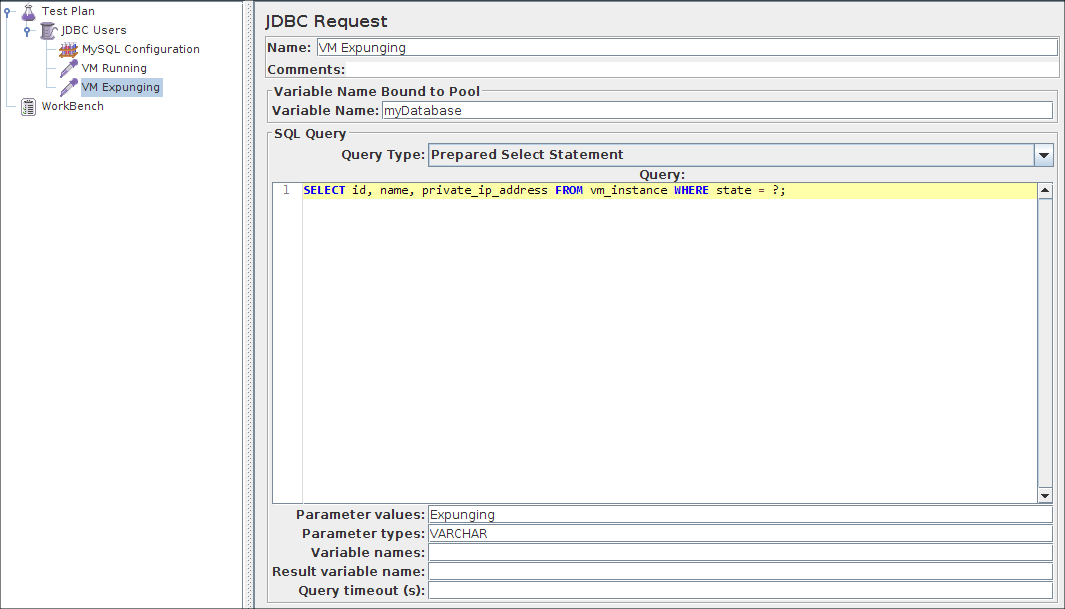 Test Plan
JDBC Users
MySQL Configuration
VM Running
VM Expunging
WorkBench
JDBC Request
Name: VM Expunging
Comments:
Variable Name Bound to Pool
Variable Name: myDatabase
SQL Query
Query Type: Prepared Select Statement
Query:
1 SELECT id, name, private_ip_address FROM vm_instance WHERE state = ?;
Parameter values: Expunging
Parameter types: VARCHAR
Variable names:
Result variable name:
Query timeout (s):